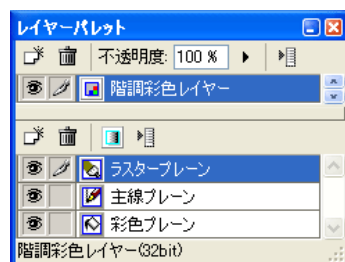 レイヤーパレット
不透明度: 100 %
階調彩色レイヤー
ラスタープレーン
主線プレーン
彩色プレーン
階調彩色レイヤー(32bit)